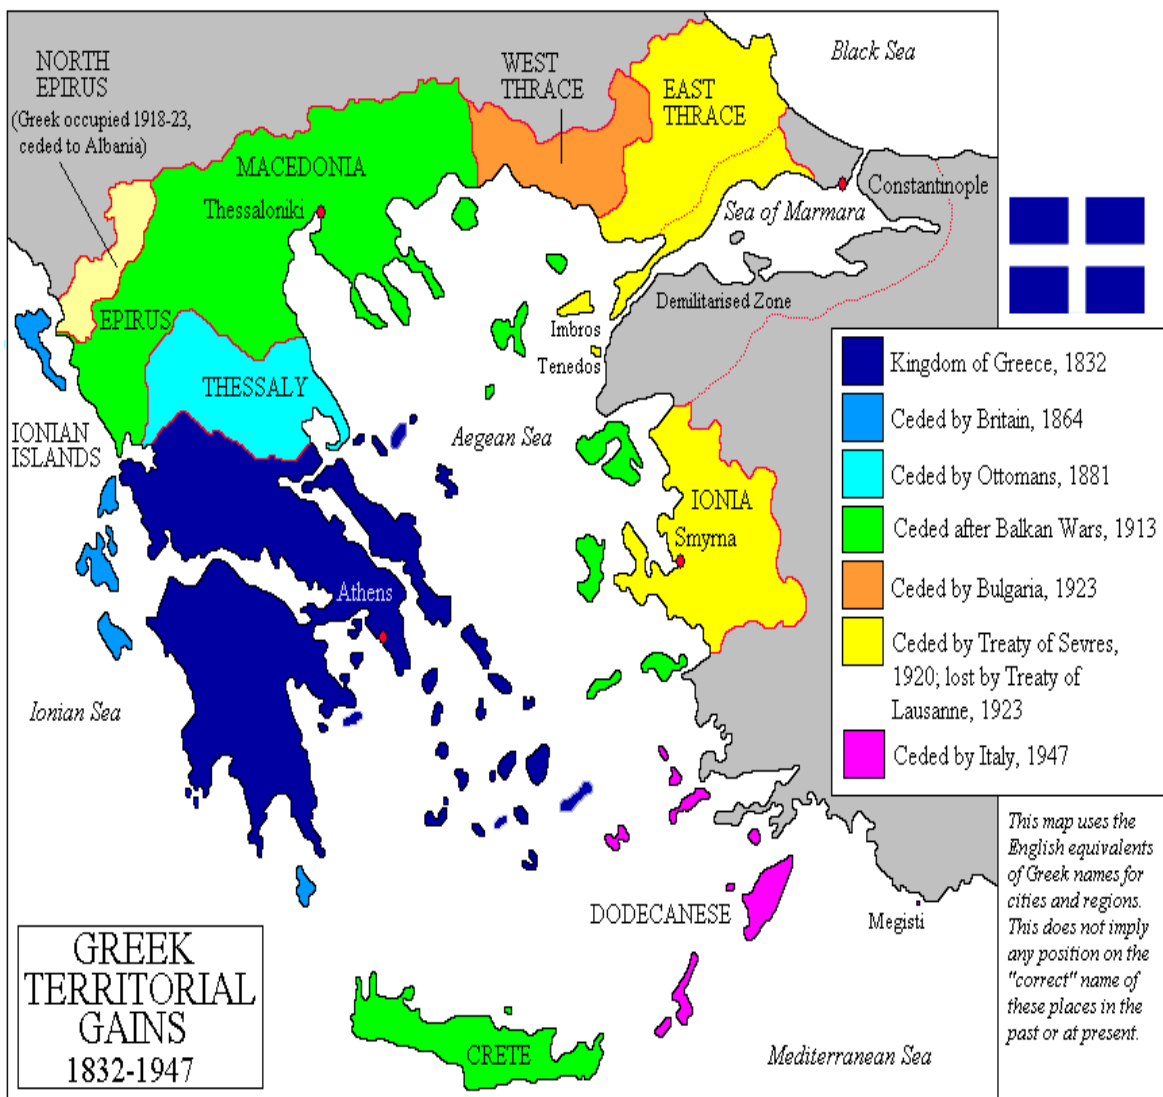 Black Sea
NORTH
EPIRUS
(Greek occupied 1918-23,
ceded to Albania)
WEST
THRACE
EAST
THRACE
MACEDONIA
Thessaloniki
Constantinople
Sea of Marmara
Demilitarised Zone
EPIRUS
Imbros
Tenedos
THESSALY
IONIAN
ISLANDS
Aegean Sea
IONIA
Smyrna
Athens
Ionian Sea
DODECANESE
Megisti
CRETE
Mediterranean Sea
Kingdom of Greece, 1832
Ceded by Britain, 1864
Ceded by Ottomans, 1881
Ceded after Balkan Wars, 1913
Ceded by Bulgaria, 1923
Ceded by Treaty of Sevres,
1920; lost by Treaty of
Lausanne, 1923
Ceded by Italy, 1947
This map uses the
English equivalents
of Greek names for
cities and regions.
This does not imply
any position on the
"correct" name of
these places in the
past or at present.
GREEK
TERRITORIAL
GAINS
1832-1947